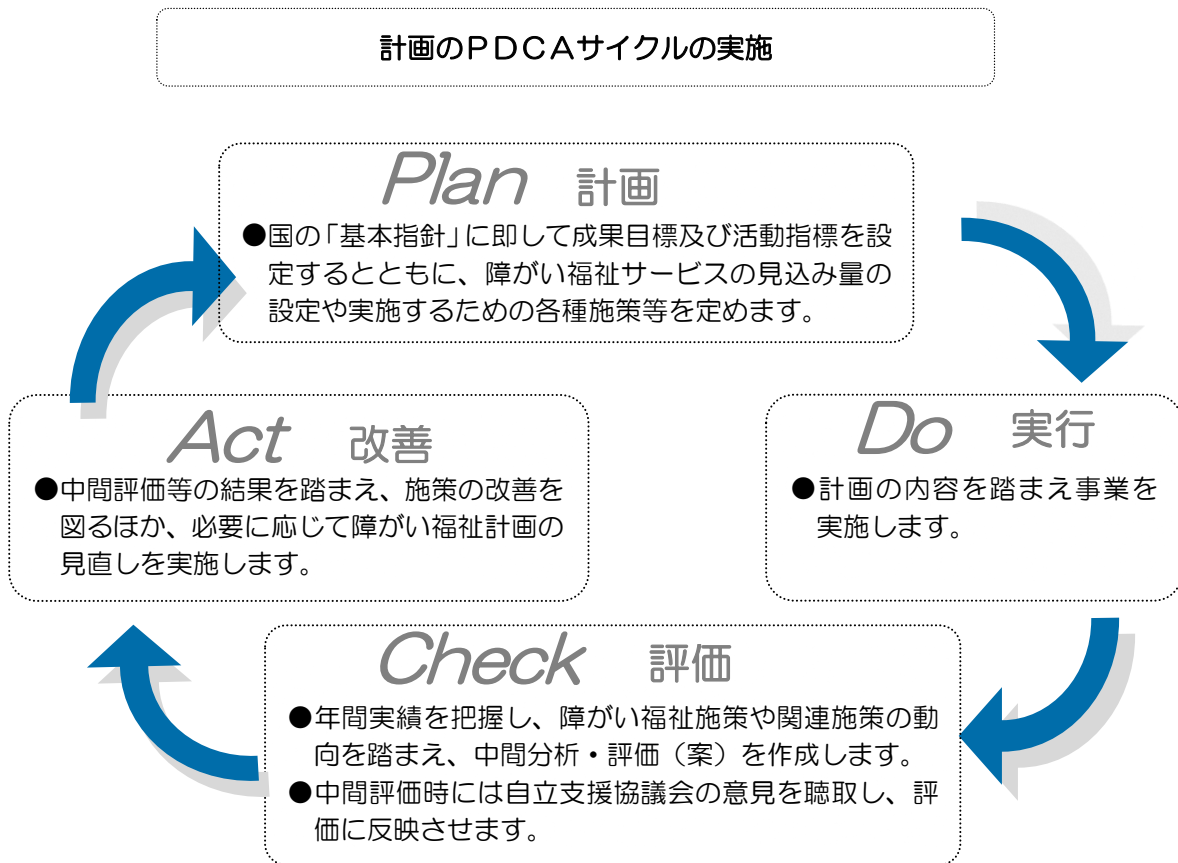 計画のPDCAサイクルの実施
Plan 計画
●国の「基本指針」に即して成果目標及び活動指標を設
定するとともに、障がい福祉サービスの見込み量の
設定や実施するための各種施策等を定めます。
Act 改善
●中間評価等の結果を踏まえ、施策の改善を
図るほか、必要に応じて障がい福祉計画の
見直しを実施します。
Do 実行
●計画の内容を踏まえ事業を
実施します。
Check 評価
●年間実績を把握し、障がい福祉施策や関連施策の動
向を踏まえ、中間分析・評価（案）を作成します。
●中間評価時には自立支援協議会の意見を聴取し、評
価に反映させます。